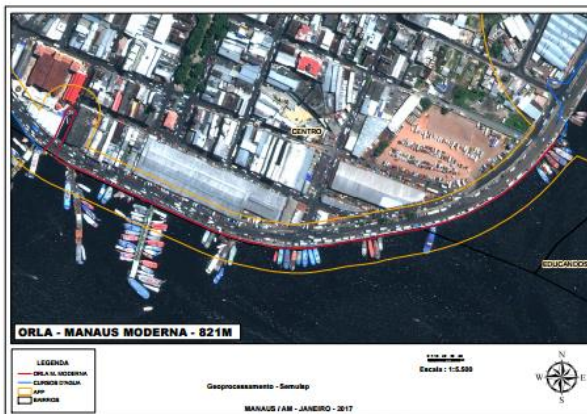 CENTRO
EDUCANDOS
ORLA - MANAUS MODERNA - 821M
LEGENDA
ORLA M. MODERNA
CURSOS D'AGUA
APP
BAIRROS
Geoprocessamento - Semulsp
MANAUS / AM - JANEIRO - 2017
Escala : 1:5.500
N
W
E
S